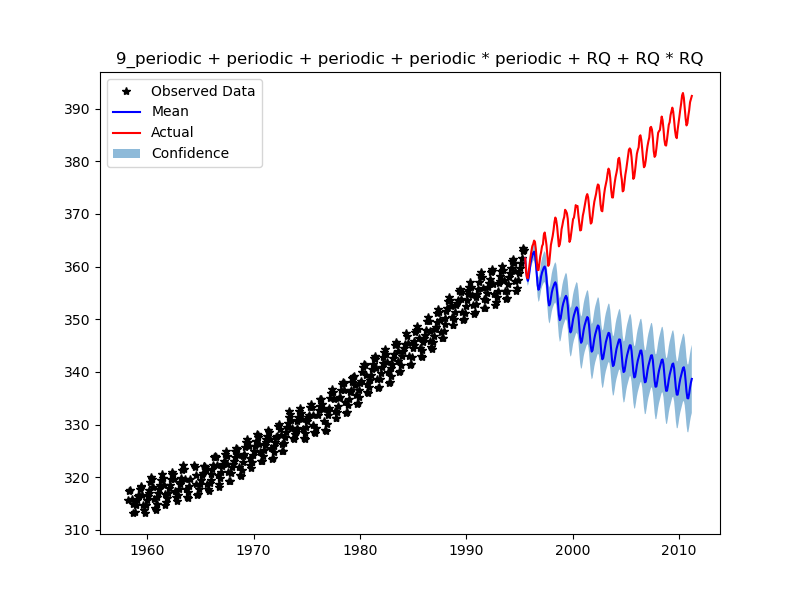 9_periodic + periodic + periodic + periodic * periodic + RQ + RQ * RQ
Observed Data
Mean
Actual
Confidence
390
380
370
360
350
340
330
320
310
1960 1970 1980 1990 2000 2010